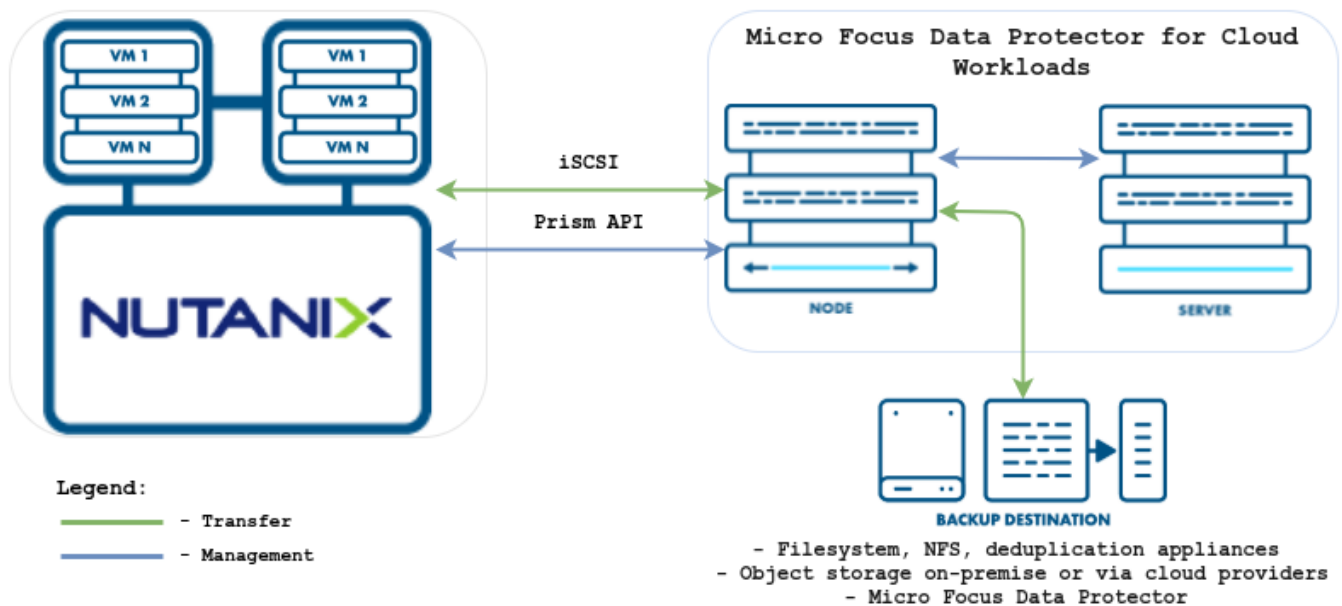 VM 1
VM 2
VM N
VM 1
VM 2
VM N
NUTANIX
iSCSI
Prism API
Micro Focus Data Protector for Cloud
Workloads
NODE
SERVER
BACKUP DESTINATION
- Filesystem, NFS, deduplication appliances
- Object storage on-premise or via cloud providers
- Micro Focus Data Protector
Legend:
- Transfer
- Management